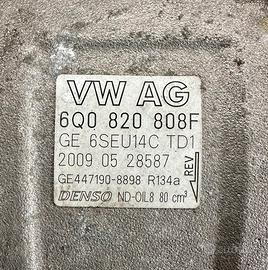 VW AG
6Q0 820 808F
GE 6SEU14C TD1
2009 05 28587
GE447190-8898 R134a
DENSO ND-OIL8 80 cm³
REV